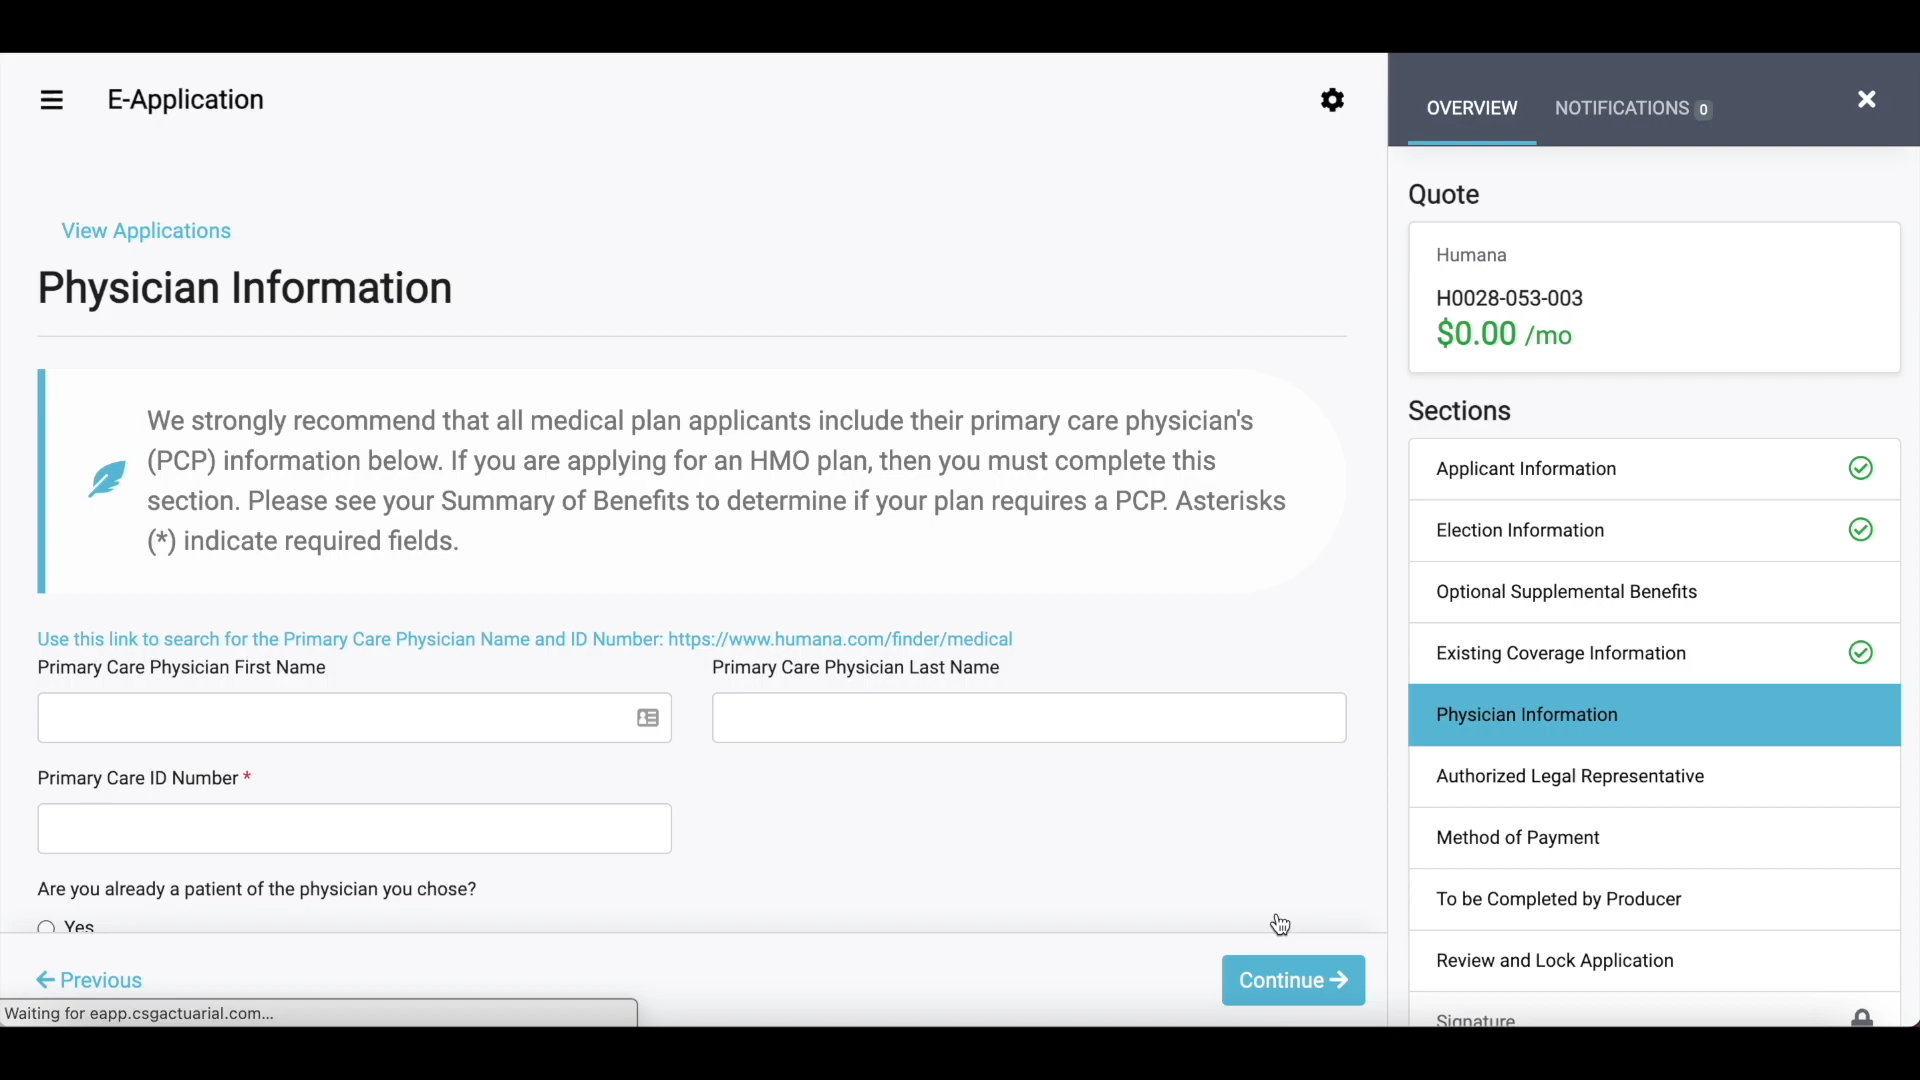 E-Application
OVERVIEW
NOTIFICATIONS 0
View Applications
Physician Information
We strongly recommend that all medical plan applicants include their primary care physician's
(PCP) information below. If you are applying for an HMO plan, then you must complete this
section. Please see your Summary of Benefits to determine if your plan requires a PCP. Asterisks
(*) indicate required fields.
Use this link to search for the Primary Care Physician Name and ID Number: https://www.humana.com/finder/medical
Primary Care Physician First Name
Primary Care Physician Last Name
Primary Care ID Number *
Are you already a patient of the physician you chose?
Yes
Previous
Continue
Waiting for eapp.csgactuarial.com...
Quote
Humana
H0028-053-003
$0.00 /mo
Sections
Applicant Information
Election Information
Optional Supplemental Benefits
Existing Coverage Information
Physician Information
Authorized Legal Representative
Method of Payment
To be Completed by Producer
Review and Lock Application
Signature